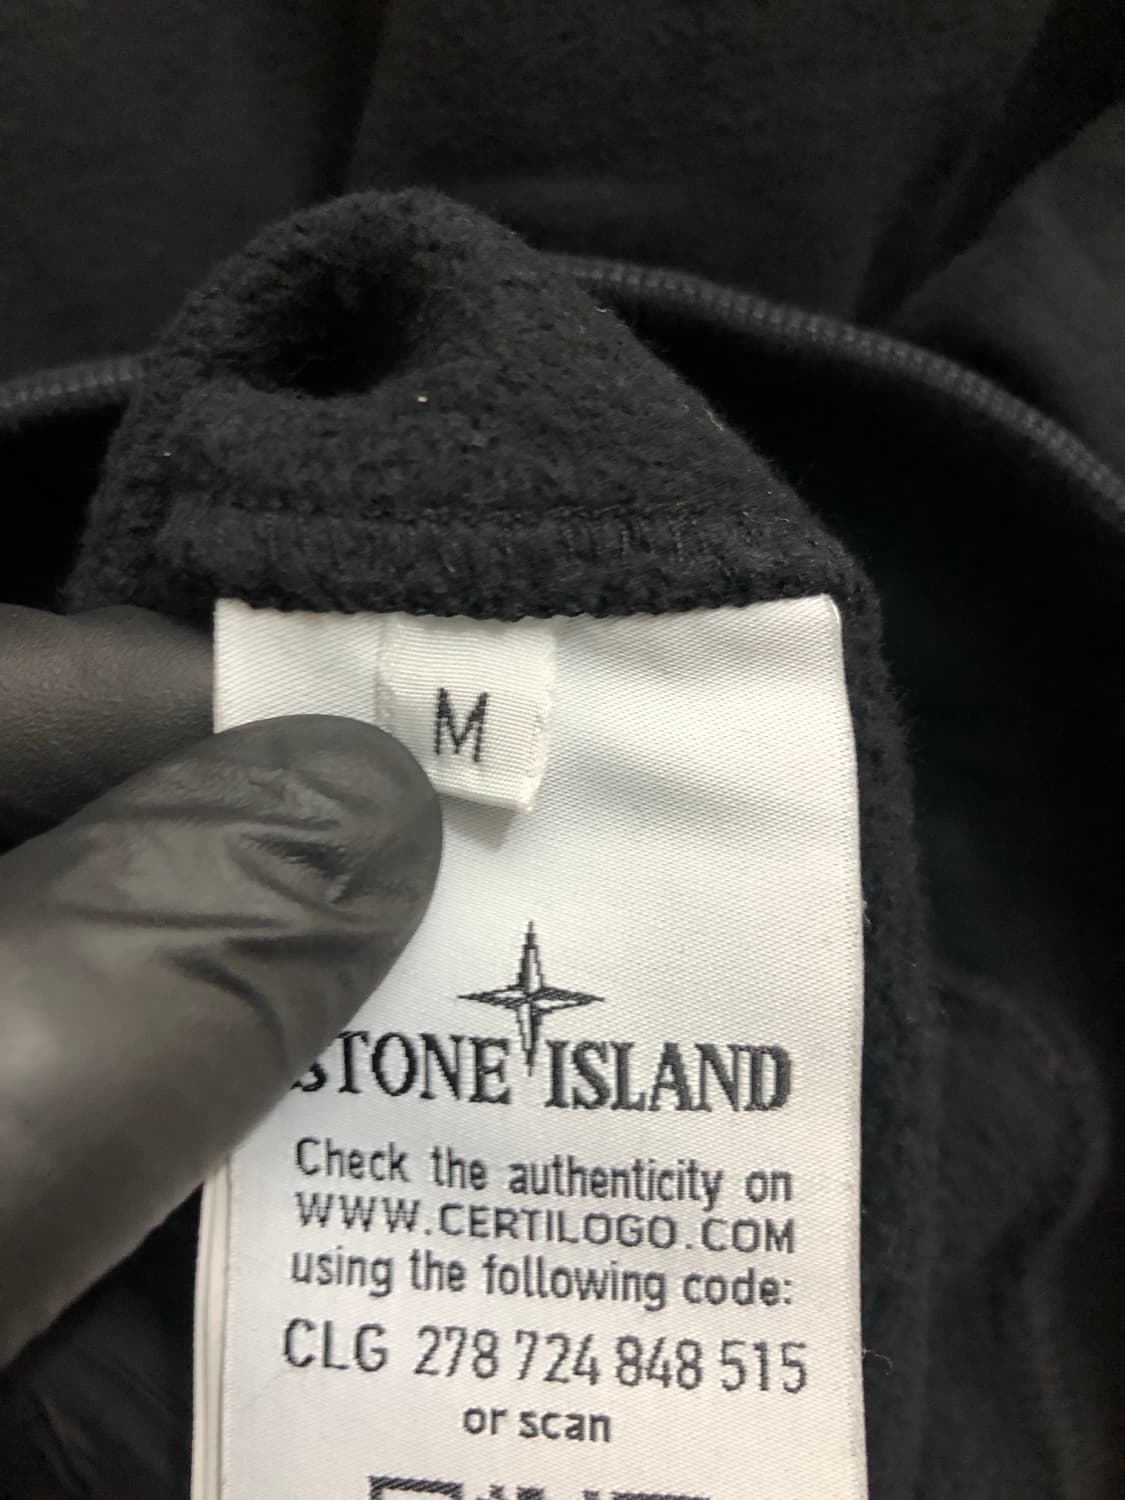 M
STONE ISLAND
Check the authenticity on
WWW.CERTILOGO.COM
using the following code:
CLG 278 724 848 515
or scan